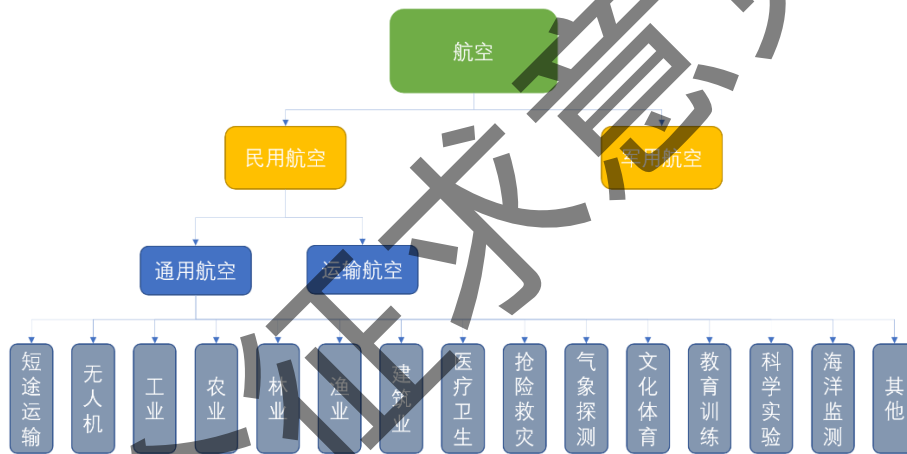 航空
民用航空
军用航空
通用航空
运输航空
短途运输
无人机
工业
农业
林业
渔业
建筑业
医疗卫生
抢险救灾
气象探测
文化体育
教育训练
科学实验
海洋监测
其他
征求意